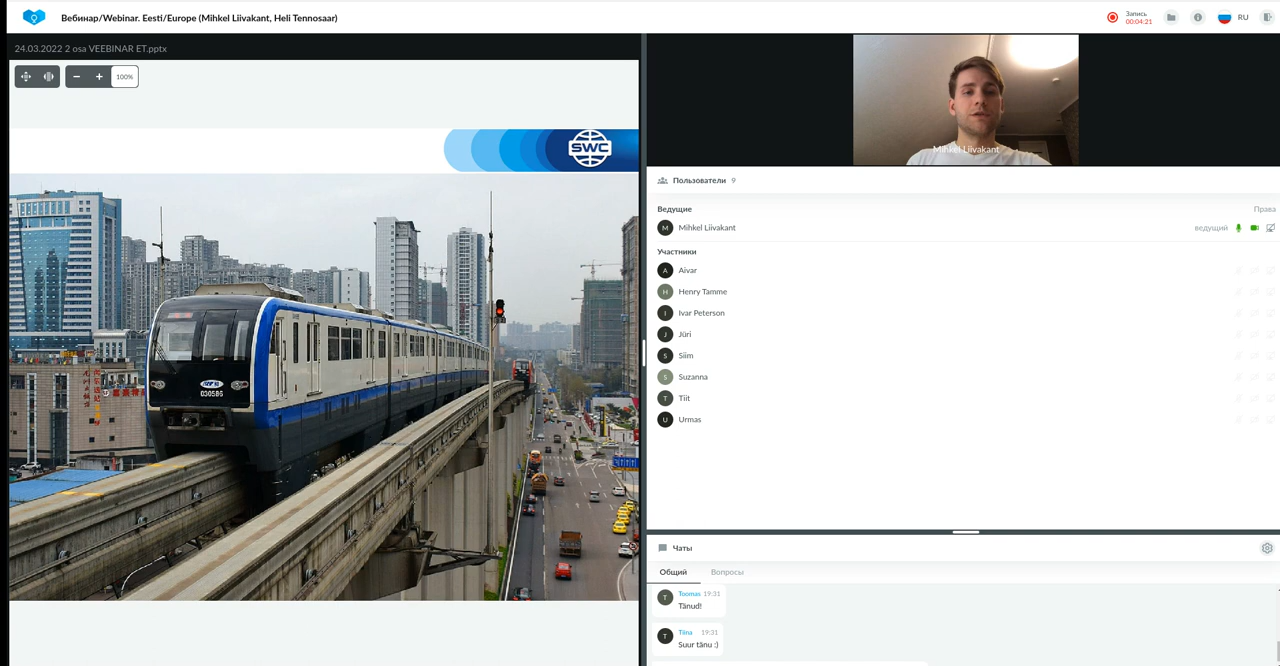 Вебинар/Webinar. Eesti/Europe (Mihkel Liivakant, Heli Tennosaar)
Запись
00:04:21
RU
24.03.2022 2 osa VEEBINAR ET.pptx
100%
SWC
030586
Mihkel Liivakant
Пользователи 9
Ведущие
Права
M Mihkel Liivakant
ведущий
Участники
A Aivar
H Henry Tamme
I Ivar Peterson
J Jüri
S Siim
S Suzanna
T Tiit
U Urmas
Чаты
Общий
Вопросы
T Toomas 19:31
Tänud!
T Tiina 19:31
Suur tänu :)